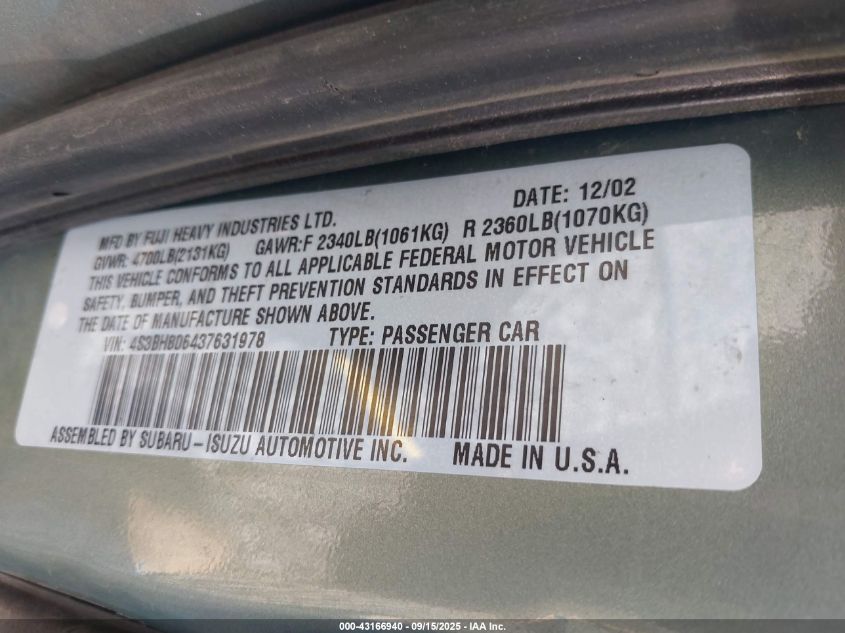 DATE: 12/02
MFD BY FUJI HEAVY INDUSTRIES LTD.
GVWR: 4700LB(2131KG) GAWR:F 2340LB(1061KG) R 2360LB(1070KG)
THIS VEHICLE CONFORMS TO ALL APPLICABLE FEDERAL MOTOR VEHICLE
SAFETY, BUMPER, AND THEFT PREVENTION STANDARDS IN EFFECT ON
THE DATE OF MANUFACTURE SHOWN ABOVE.
VIN: 4S3BH806437631978 TYPE: PASSENGER CAR
ASSEMBLED BY SUBARU-ISUZU AUTOMOTIVE INC. MADE IN U.S.A.
000-43166940 - 09/15/2025 - IAA Inc.